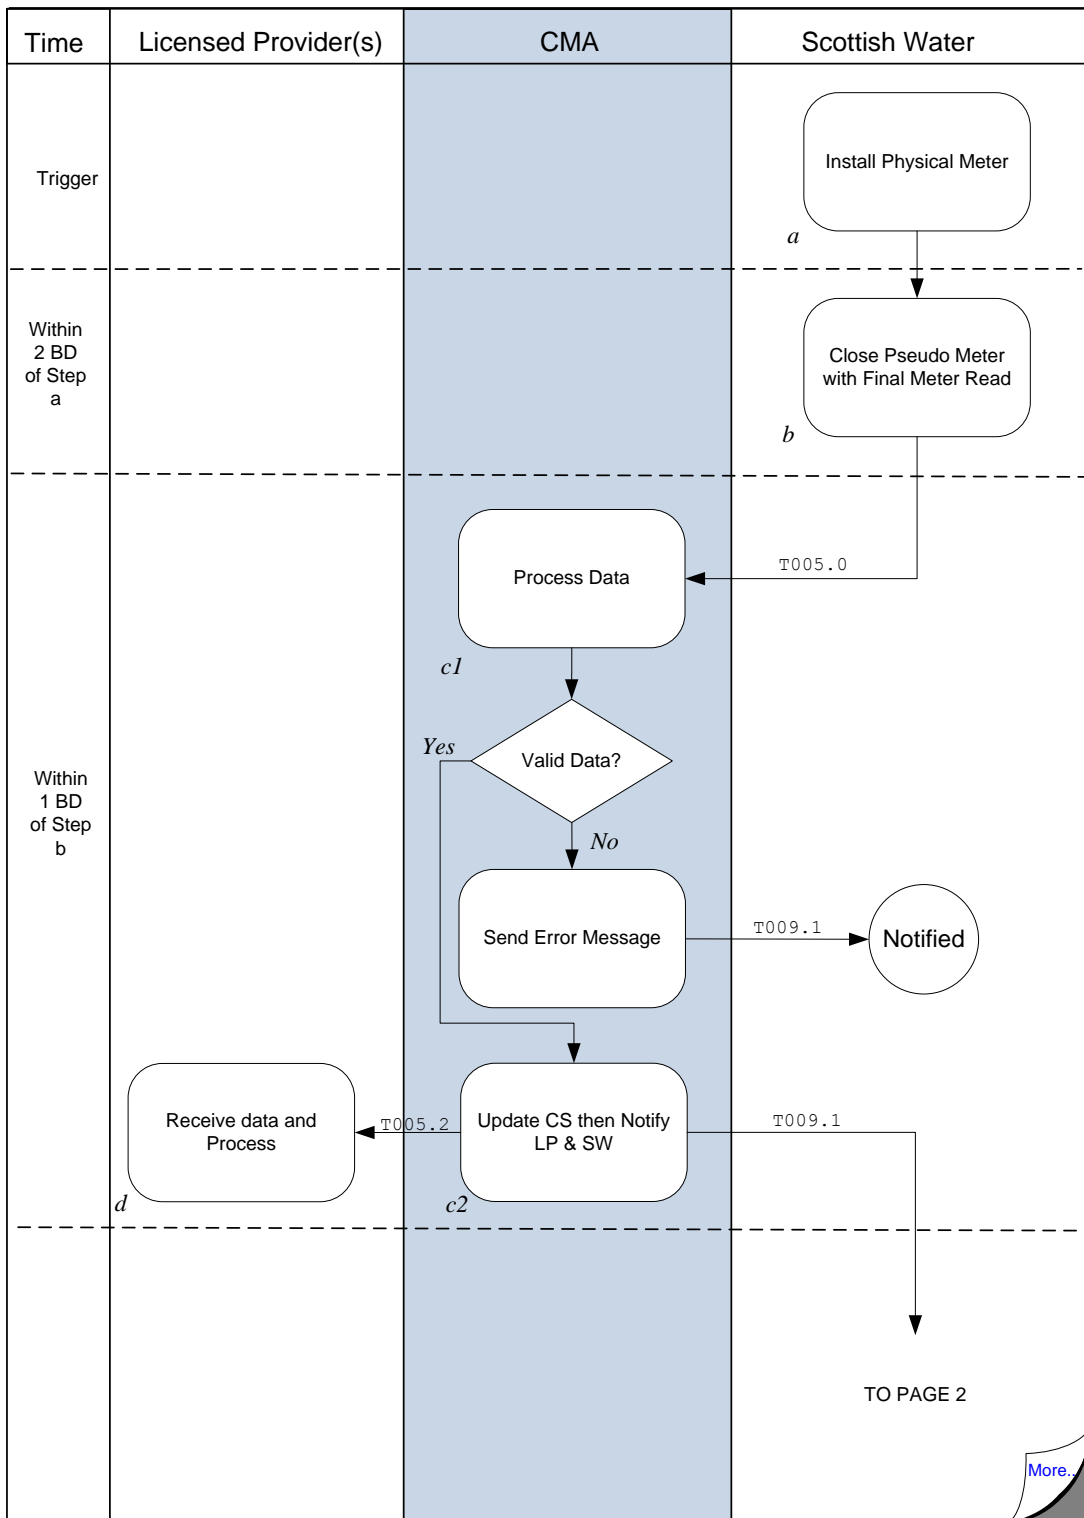 Time
Licensed Provider(s)
CMA
Scottish Water
Trigger
Install Physical Meter
a
Within
2 BD
of Step
a
Close Pseudo Meter
with Final Meter Read
b
T005.0
Process Data
c1
Within
1 BD
of Step
b
Yes
Valid Data?
No
Send Error Message
T009.1
Notified
Receive data and
Process
d
T005.2
Update CS then Notify
LP & SW
c2
T009.1
TO PAGE 2
More..